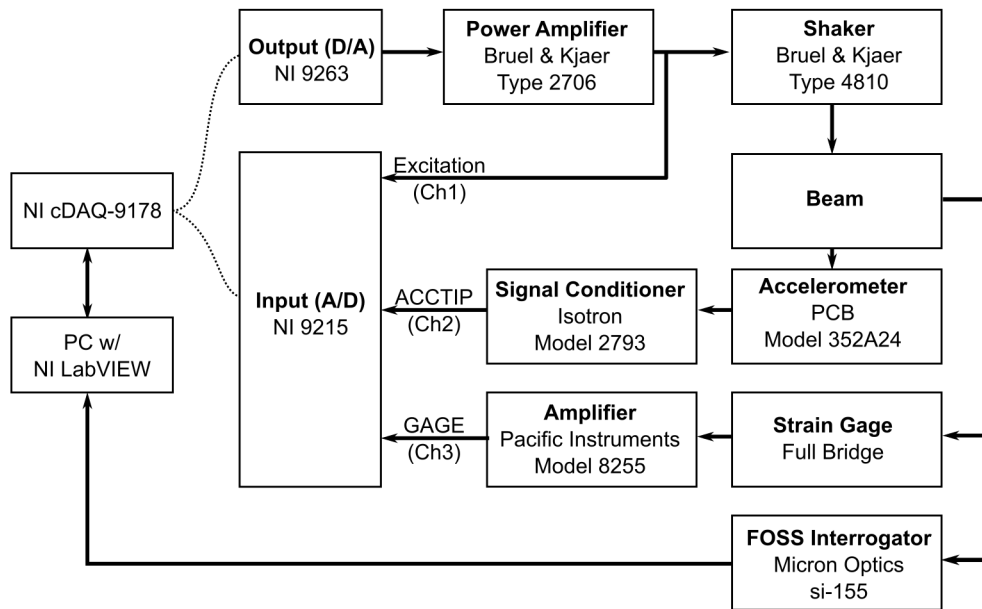 Output (D/A)
NI 9263
Power Amplifier
Bruel & Kjaer
Type 2706
Shaker
Bruel & Kjaer
Type 4810
Excitation
(Ch1)
NI cDAQ-9178
Beam
Input (A/D)
NI 9215
ACCTIP
(Ch2)
Signal Conditioner
Isotron
Model 2793
Accelerometer
PCB
Model 352A24
PC w/
NI LabVIEW
GAGE
(Ch3)
Amplifier
Pacific Instruments
Model 8255
Strain Gage
Full Bridge
FOSS Interrogator
Micron Optics
si-155